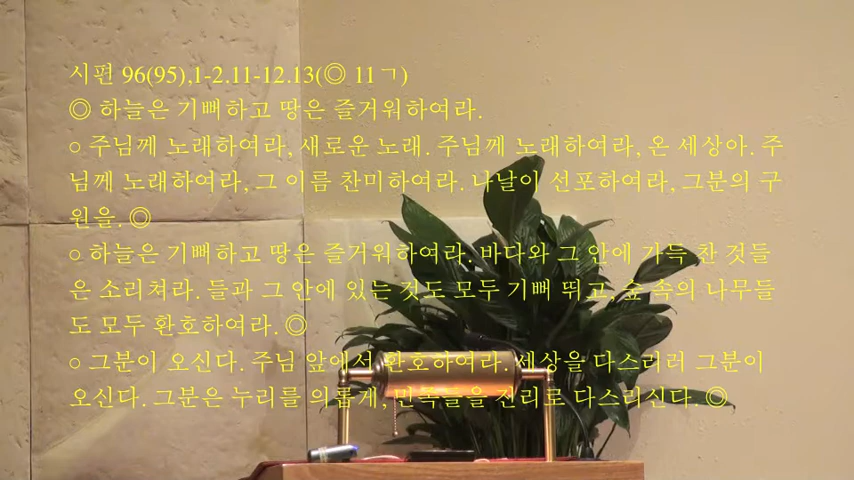 시편 96(95),1-2.11-12.13(◎ 11ㄱ)
◎ 하늘은 기뻐하고 땅은 즐거워하여라.
○ 주님께 노래하여라, 새로운 노래. 주님께 노래하여라, 온 세상아. 주
님께 노래하여라, 그 이름 찬미하여라. 나날이 선포하여라, 그분의 구
원을. ◎
○ 하늘은 기뻐하고 땅은 즐거워하여라. 바다와 그 안에 가득 찬 것들
은 소리쳐라. 들과 그 안에 있는 것도 모두 기뻐 뛰고, 숲 속의 나무들
도 모두 환호하여라. ◎
○ 그분이 오신다. 주님 앞에서 환호하여라. 세상을 다스리러 그분이
오신다. 그분은 누리를 의롭게, 민족들을 진리로 다스리신다. ◎